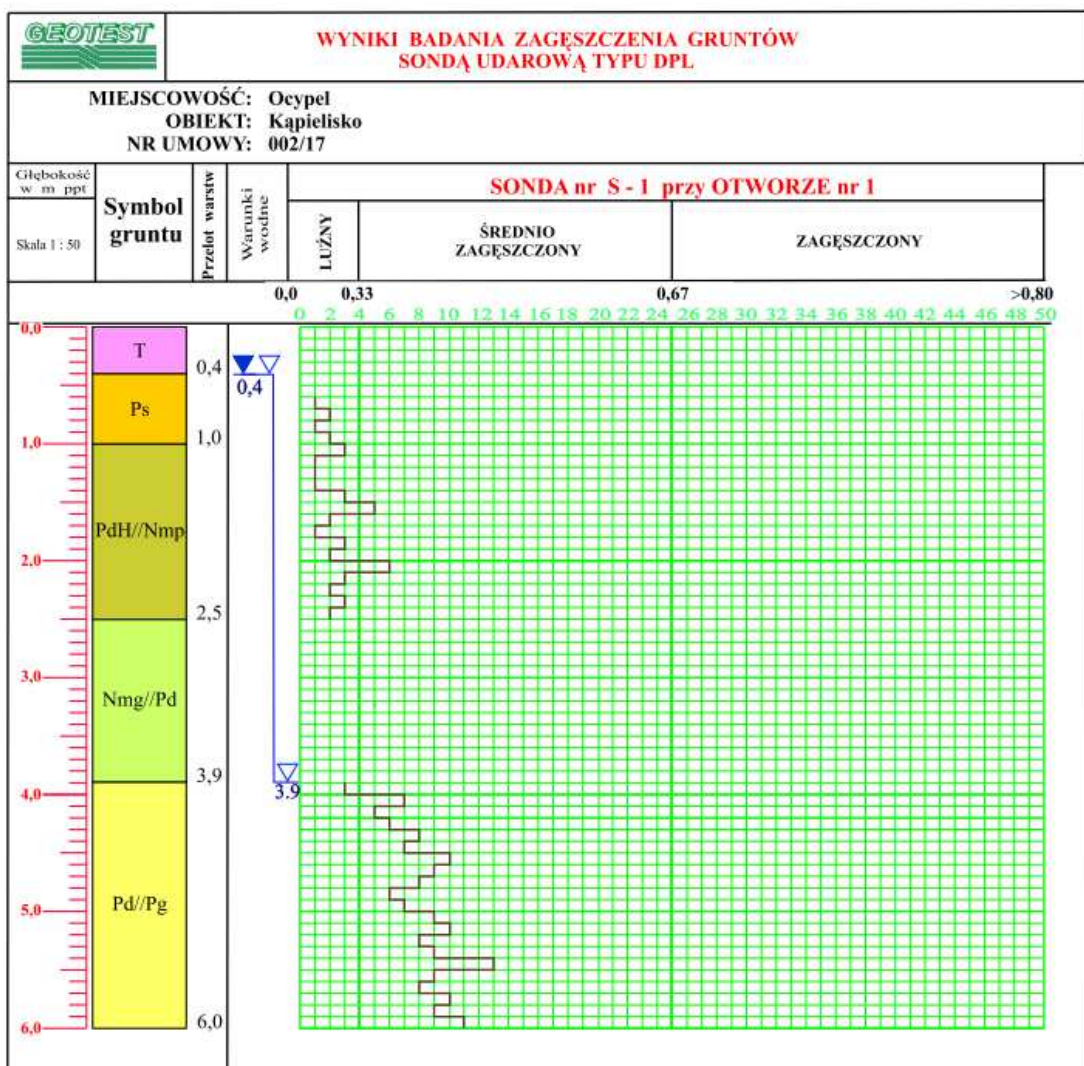 GEOTEST
WYNIKI BADANIA ZAGĘSZCZENIA GRUNTÓW
SONDĄ UDAROWĄ TYPU DPL
MIEJSCOWOŚĆ: Ocypel
OBIEKT: Kąpielisko
NR UMOWY: 002/17
Głębokość
w m ppt
Skala 1 : 50
Symbol
gruntu
Przelot warstw
Warunki
wodne
SONDA nr S - 1 przy OTWORZE nr 1
LUŹNY
ŚREDNIO
ZAGĘSZCZONY
ZAGĘSZCZONY
0,0 0,33 0,67 >0,80
0 2 4 6 8 10 12 14 16 18 20 22 24 26 28 30 32 34 36 38 40 42 44 46 48 50
0,0
T
0,4
0,4
Ps
1,0
1,0
PdH//Nmp
2,0
2,5
3,0
Nmg//Pd
3,9
3.9
4,0
Pd//Pg
5,0
6,0
6,0